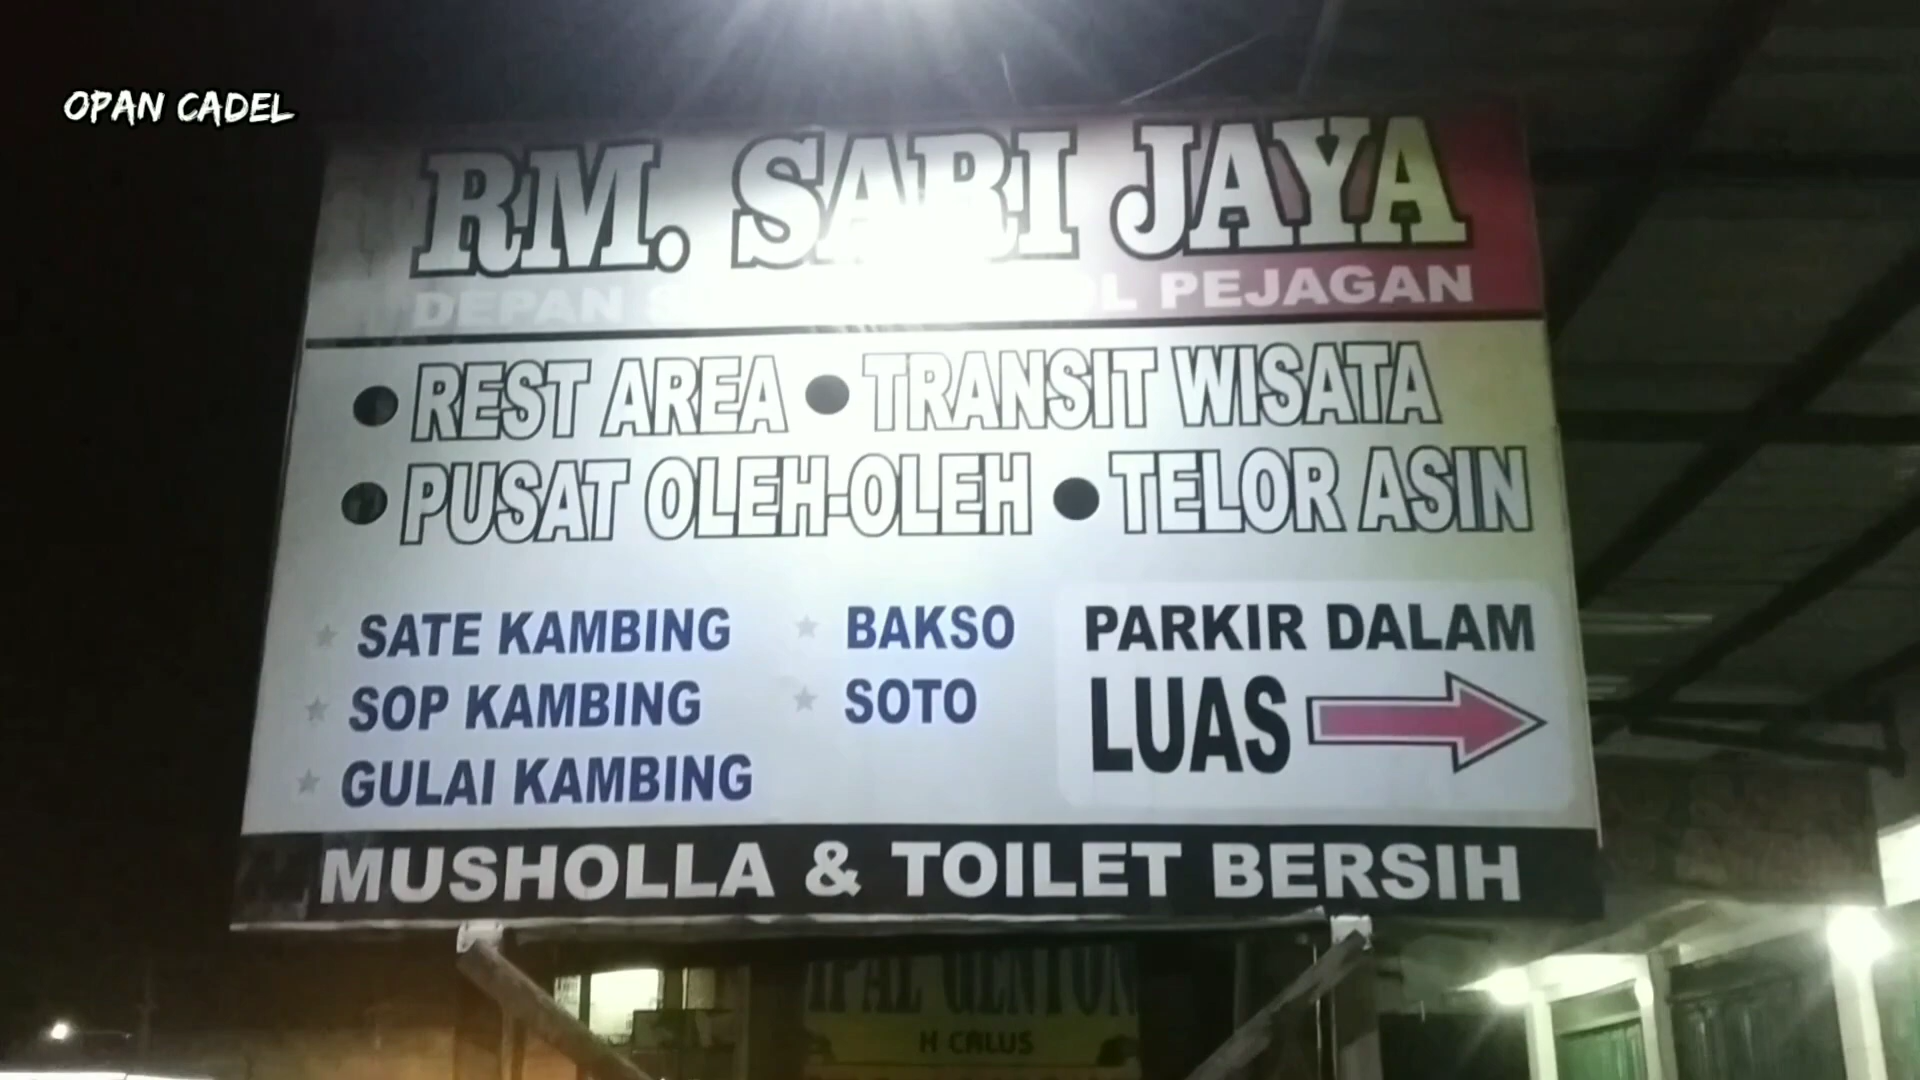 OPAN CADEL
RM. SARI JAYA
DEPAN PEJAGAN
• REST AREA • TRANSIT WISATA
• PUSAT OLEH-OLEH • TELOR ASIN
SATE KAMBING
SOP KAMBING
GULAI KAMBING
BAKSO
SOTO
PARKIR DALAM
LUAS
MUSHOLLA & TOILET BERSIH
H CALUS